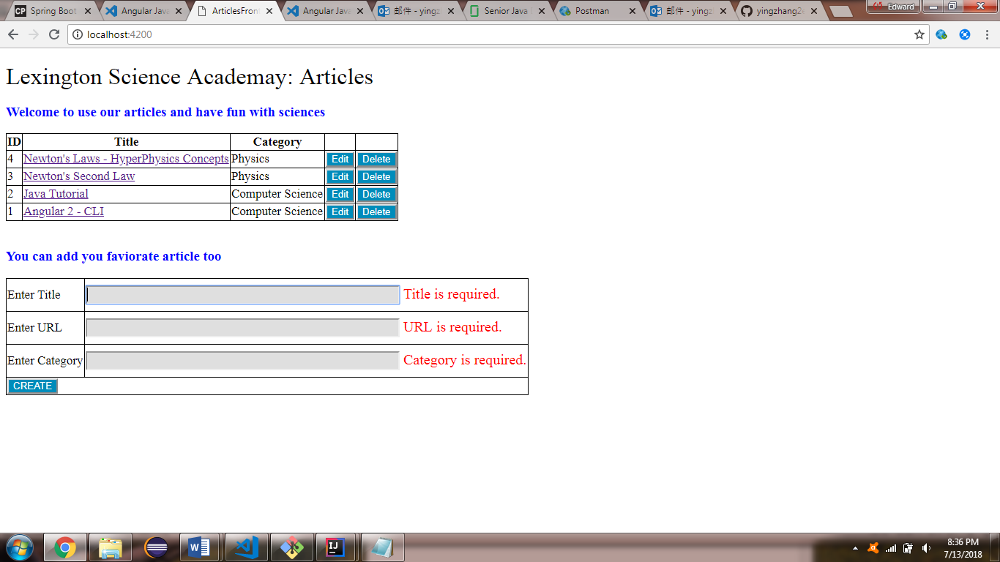 Spring Boot
Angular Java
ArticlesFront
Angular Java
邮件 - yingz
Senior Java
Postman
邮件 - yingz
yingzhang2
Edward
localhost:4200
Lexington Science Academay: Articles
Welcome to use our articles and have fun with sciences
ID Title Category
4 Newton's Laws - HyperPhysics Concepts Physics Edit Delete
3 Newton's Second Law Physics Edit Delete
2 Java Tutorial Computer Science Edit Delete
1 Angular 2 - CLI Computer Science Edit Delete
You can add you faviorate article too
Enter Title Title is required.
Enter URL URL is required.
Enter Category Category is required.
CREATE
8:36 PM
7/13/2018